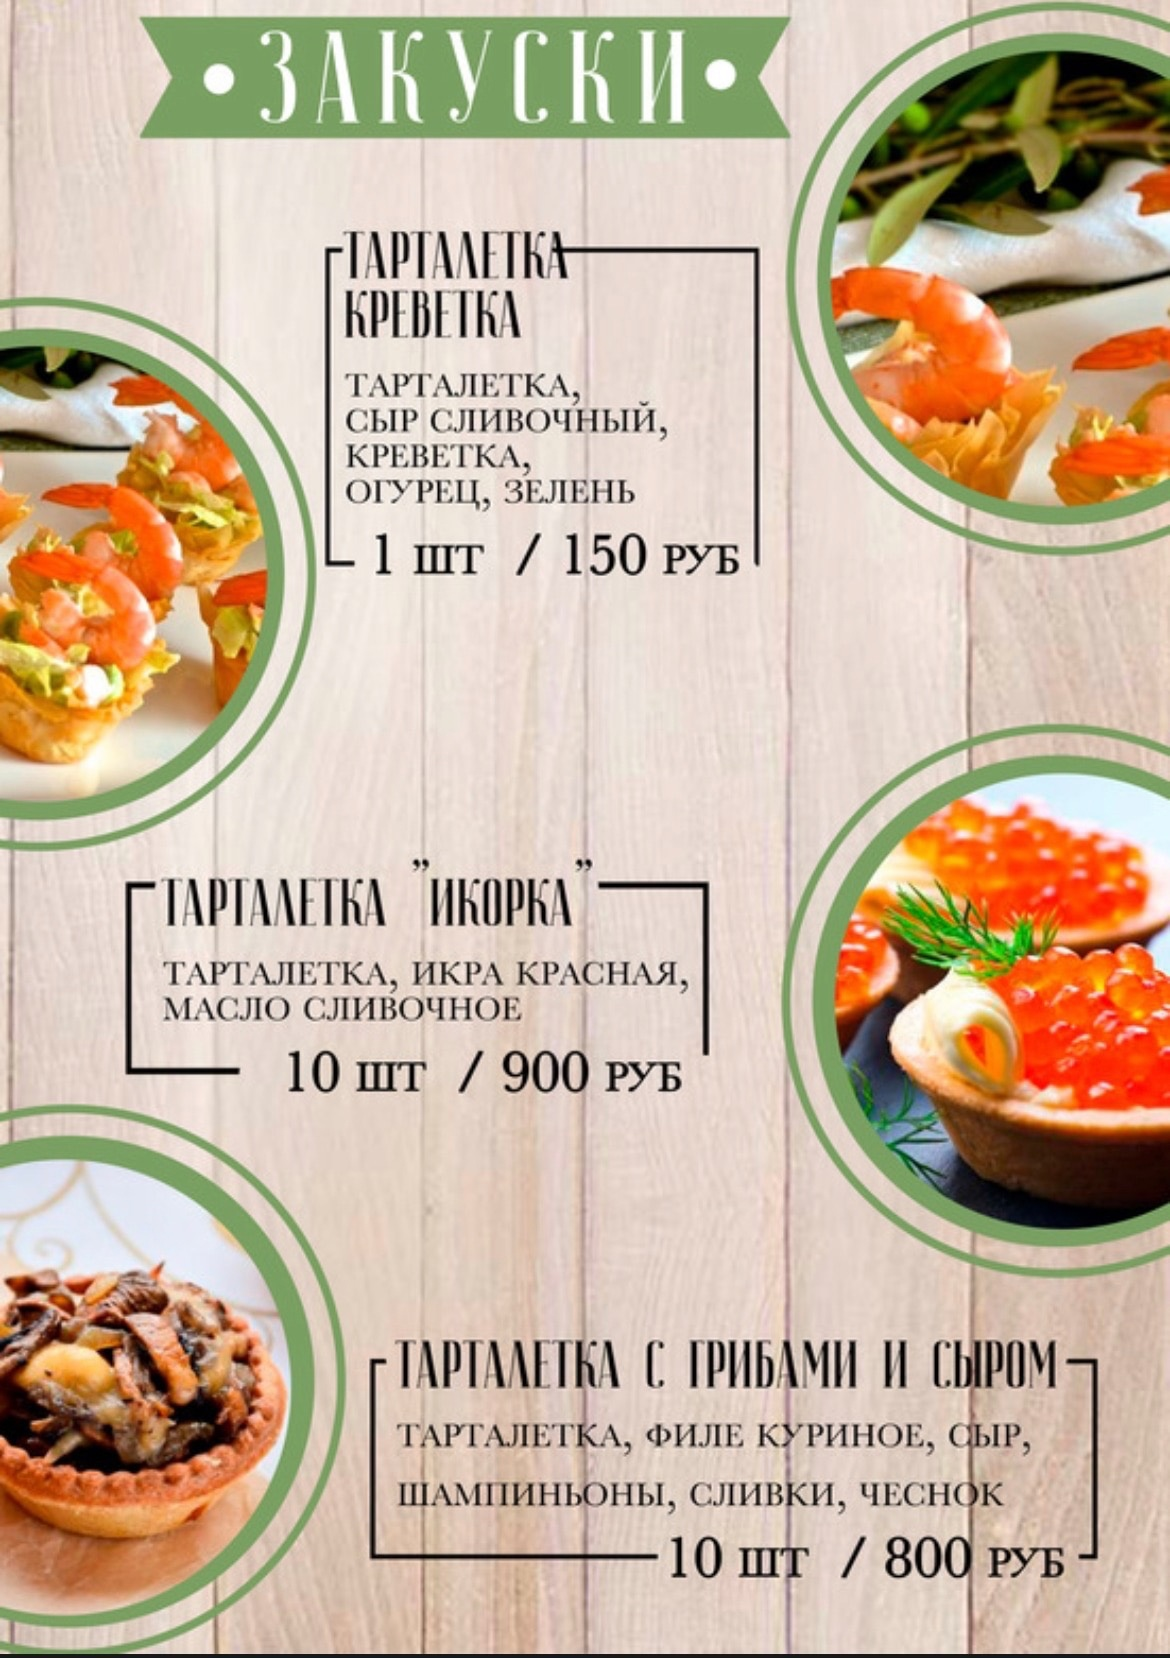 ЗАКУСКИ
ТАРТАЛЕТКА
КРЕВЕТКА
ТАРТАЛЕТКА,
СЫР СЛИВОЧНЫЙ,
КРЕВЕТКА,
ОГУРЕЦ, ЗЕЛЕНЬ
1 ШТ / 150 РУБ
ТАРТАЛЕТКА "ИКОРКА"
ТАРТАЛЕТКА, ИКРА КРАСНАЯ,
МАСЛО СЛИВОЧНОЕ
10 ШТ / 900 РУБ
ТАРТАЛЕТКА С ГРИБАМИ И СЫРОМ
ТАРТАЛЕТКА, ФИЛЕ КУРИНОЕ, СЫР,
ШАМПИНЬОНЫ, СЛИВКИ, ЧЕСНОК
10 ШТ / 800 РУБ